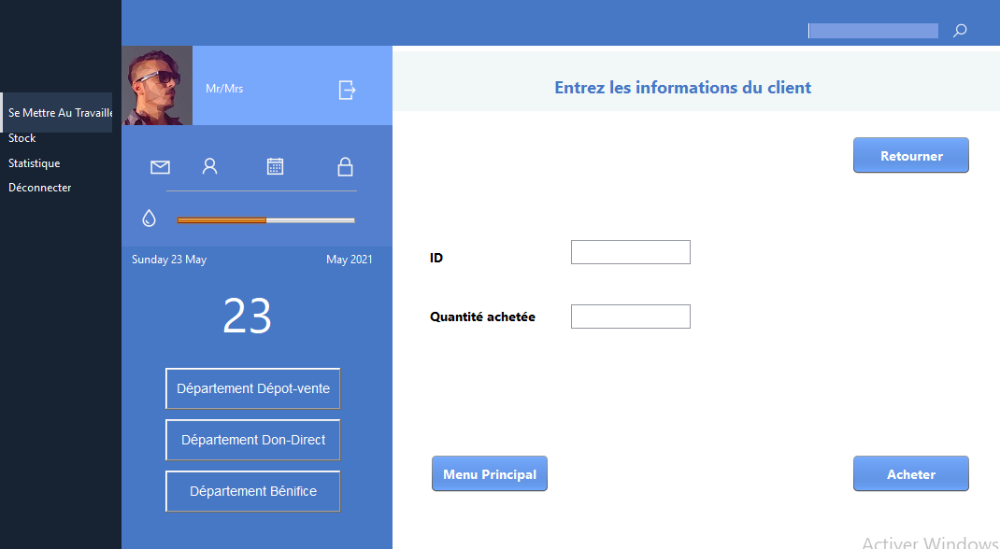 Se Mettre Au Travaille
Stock
Statistique
Déconnecter
Mr/Mrs
Sunday 23 May
May 2021
23
Département Dépot-vente
Département Don-Direct
Département Bénifice
Entrez les informations du client
Retourner
ID
Quantité achetée
Menu Principal
Acheter
Activer Windows